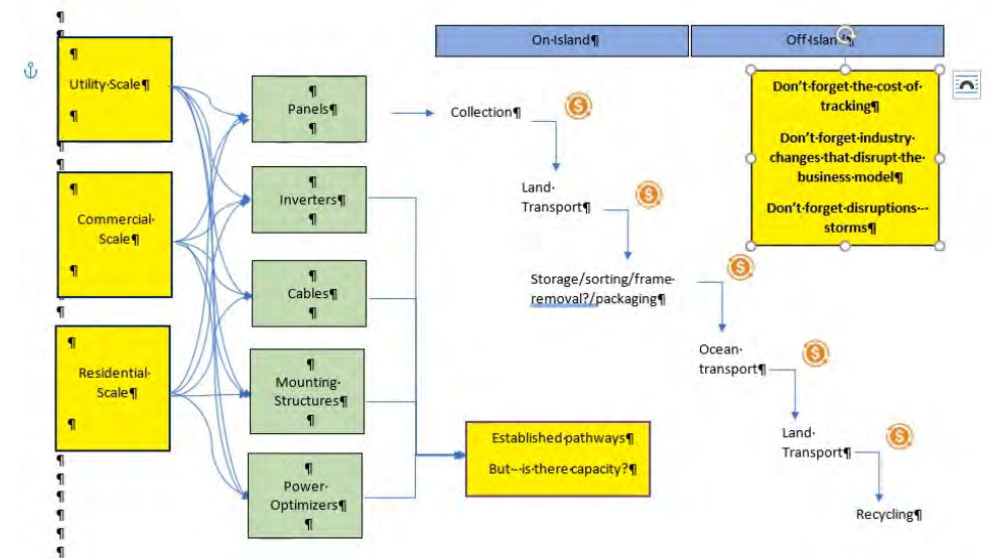 Utility·Scale¶
Commercial·
Scale¶
Residential·
Scale¶
Panels¶
Inverters¶
Cables¶
Mounting·
Structures¶
Power·
Optimizers¶
On·Island¶
Off·Island¶
Collection¶
Land·
Transport¶
Storage/sorting/frame·
removal?/packaging¶
Ocean·
transport¶
Land·
Transport¶
Recycling¶
Don't·forget·the·cost·of·
tracking¶
Don't·forget·industry·
changes·that·disrupt·the·
business·model¶
Don't·forget·disruptions·–·
storms¶
Established·pathways¶
But·–·is·there·capacity?¶